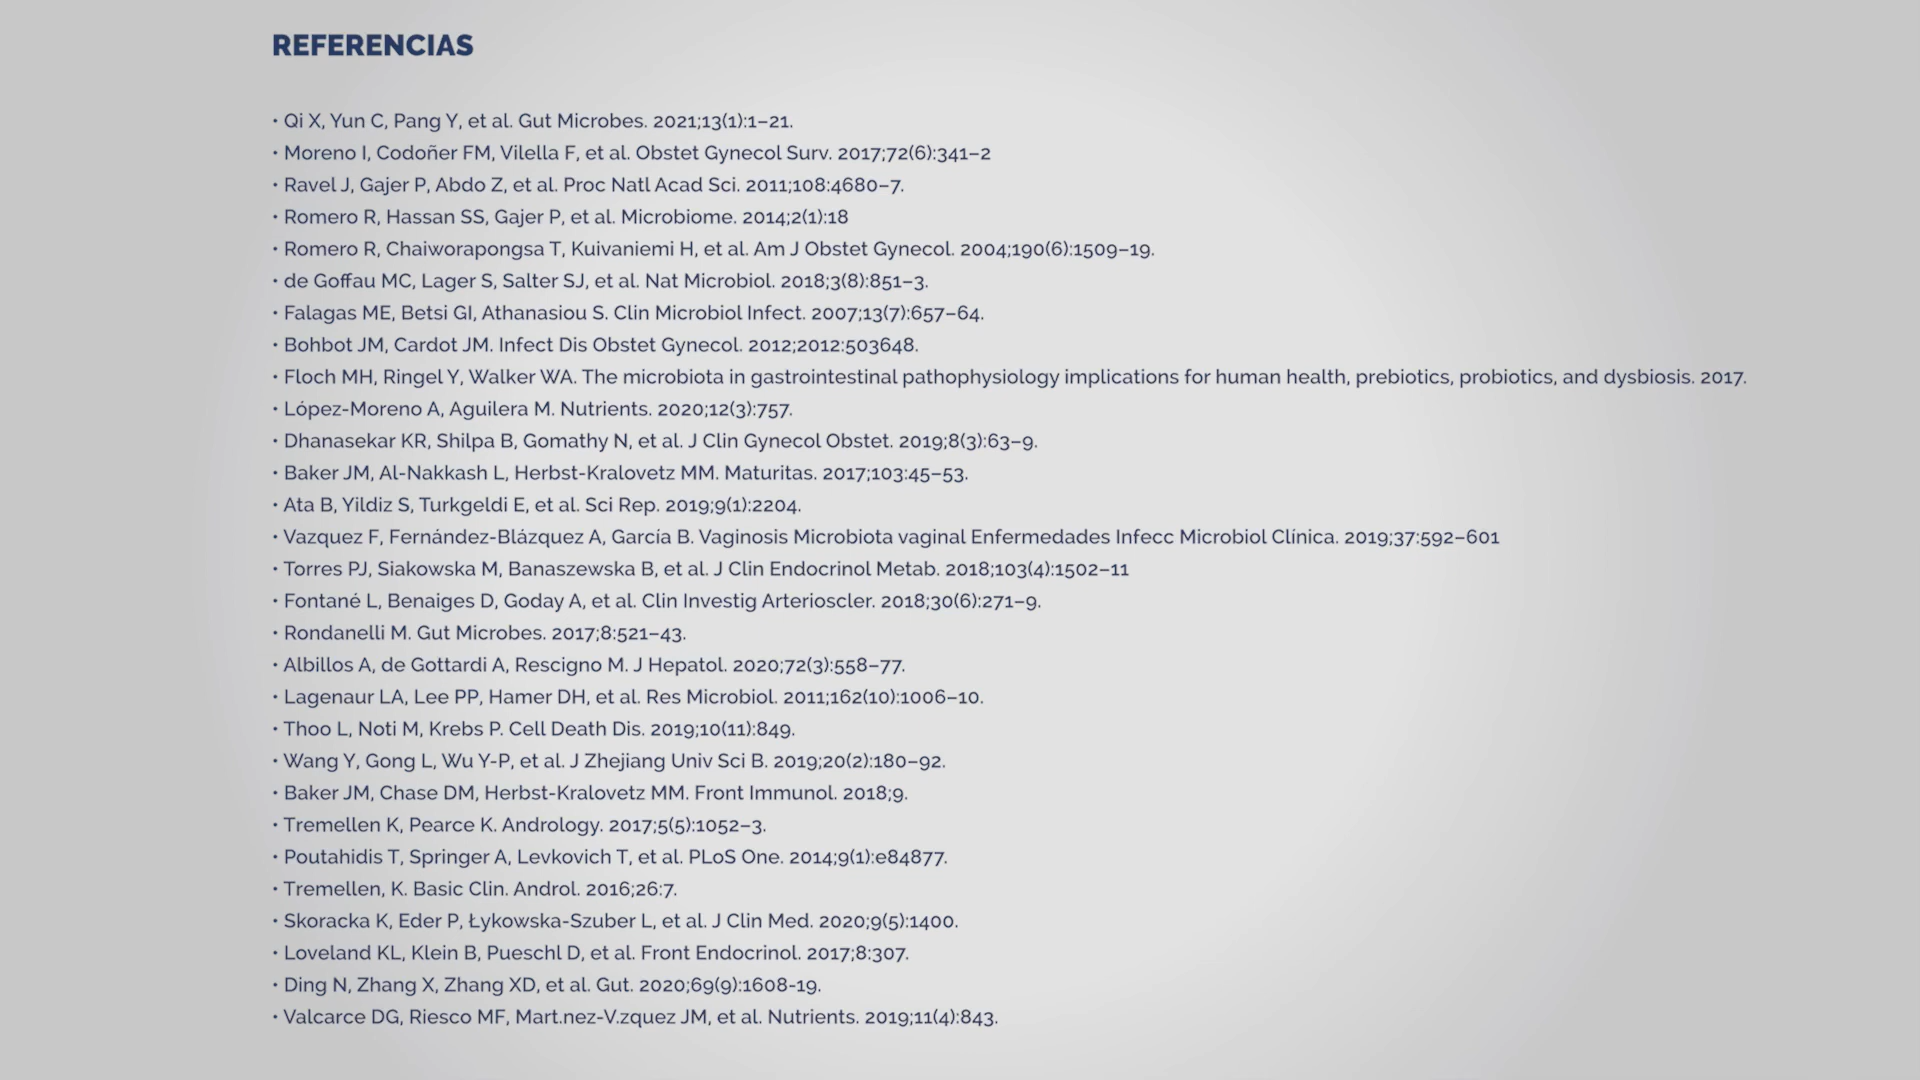 REFERENCIAS
• Qi X, Yun C, Pang Y, et al. Gut Microbes. 2021;13(1):1–21.
• Moreno I, Codoñer FM, Vilella F, et al. Obstet Gynecol Surv. 2017;72(6):341–2
• Ravel J, Gajer P, Abdo Z, et al. Proc Natl Acad Sci. 2011;108:4680–7.
• Romero R, Hassan SS, Gajer P, et al. Microbiome. 2014;2(1):18
• Romero R, Chaiworapongsa T, Kuivaniemi H, et al. Am J Obstet Gynecol. 2004;190(6):1509–19.
• de Goffau MC, Lager S, Salter SJ, et al. Nat Microbiol. 2018;3(8):851–3.
• Falagas ME, Betsi GI, Athanasiou S. Clin Microbiol Infect. 2007;13(7):657–64.
• Bohbot JM, Cardot JM. Infect Dis Obstet Gynecol. 2012;2012:503648.
• Floch MH, Ringel Y, Walker WA. The microbiota in gastrointestinal pathophysiology implications for human health, prebiotics, probiotics, and dysbiosis. 2017.
• López-Moreno A, Aguilera M. Nutrients. 2020;12(3):757.
• Dhanasekar KR, Shilpa B, Gomathy N, et al. J Clin Gynecol Obstet. 2019;8(3):63–9.
• Baker JM, Al-Nakkash L, Herbst-Kralovetz MM. Maturitas. 2017;103:45–53.
• Ata B, Yildiz S, Turkgeldi E, et al. Sci Rep. 2019;9(1):2204.
• Vazquez F, Fernández-Blázquez A, García B. Vaginosis Microbiota vaginal Enfermedades Infecc Microbiol Clínica. 2019;37:592–601
• Torres PJ, Siakowska M, Banaszewska B, et al. J Clin Endocrinol Metab. 2018;103(4):1502–11
• Fontané L, Benaiges D, Goday A, et al. Clin Investig Arterioscler. 2018;30(6):271–9.
• Rondanelli M. Gut Microbes. 2017;8:521–43.
• Albillos A, de Gottardi A, Rescigno M. J Hepatol. 2020;72(3):558–77.
• Lagenaur LA, Lee PP, Hamer DH, et al. Res Microbiol. 2011;162(10):1006–10.
• Thoo L, Noti M, Krebs P. Cell Death Dis. 2019;10(11):849.
• Wang Y, Gong L, Wu Y-P, et al. J Zhejiang Univ Sci B. 2019;20(2):180–92.
• Baker JM, Chase DM, Herbst-Kralovetz MM. Front Immunol. 2018;9.
• Tremellen K, Pearce K. Andrology. 2017;5(5):1052–3.
• Poutahidis T, Springer A, Levkovich T, et al. PLoS One. 2014;9(1):e84877.
• Tremellen, K. Basic Clin. Androl. 2016;26:7.
• Skoracka K, Eder P, Łykowska-Szuber L, et al. J Clin Med. 2020;9(5):1400.
• Loveland KL, Klein B, Pueschl D, et al. Front Endocrinol. 2017;8:307.
• Ding N, Zhang X, Zhang XD, et al. Gut. 2020;69(9):1608-19.
• Valcarce DG, Riesco MF, Mart.nez-V.zquez JM, et al. Nutrients. 2019;11(4):843.